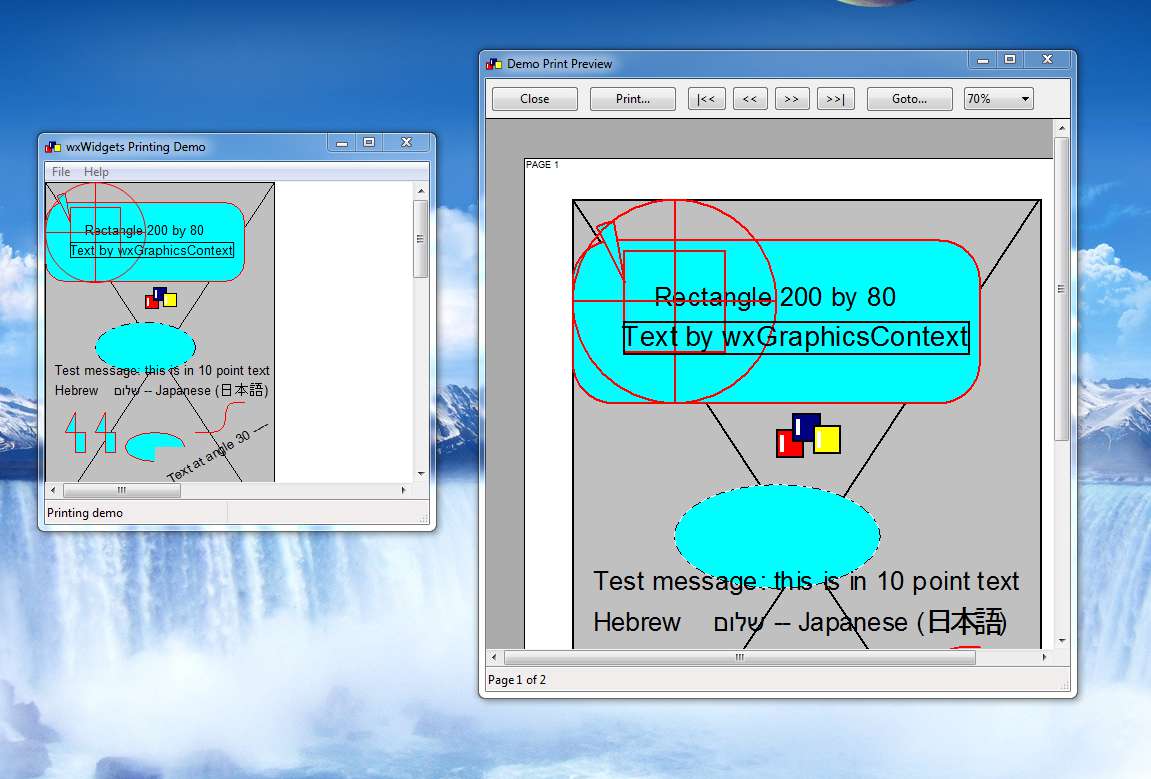 wxWidgets Printing Demo
File Help
Rectangle 200 by 80
Text by wxGraphicsContext
Test message: this is in 10 point text
Hebrew שלום -- Japanese (日本語)
Text at angle 30 ----
Printing demo
Demo Print Preview
Close Print... |<< << >> >>| Goto... 70%
PAGE 1
Rectangle 200 by 80
Text by wxGraphicsContext
Test message: this is in 10 point text
Hebrew שלום -- Japanese (日本語)
Page 1 of 2